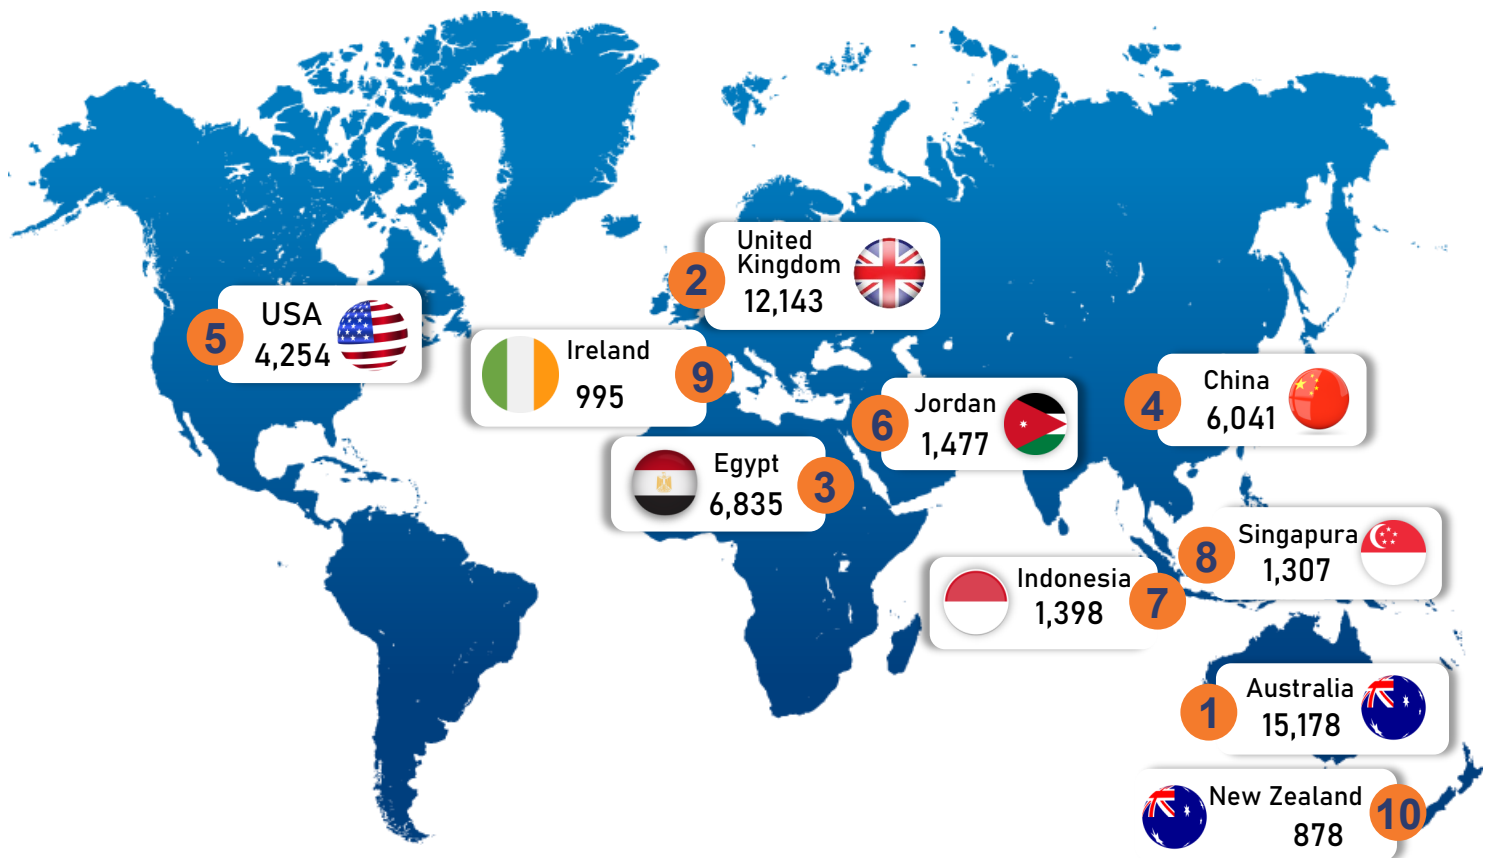 United
Kingdom
2
12,143
USA
5
4,254
Ireland
9
995
China
4
6,041
Jordan
6
1,477
Egypt
3
6,835
Singapura
8
1,307
Indonesia
7
1,398
Australia
1
15,178
New Zealand
10
878